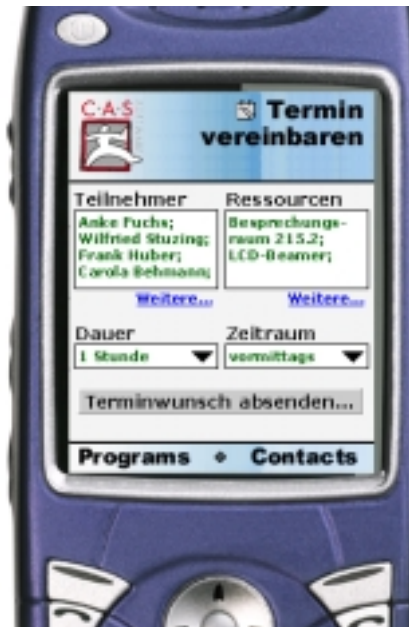 C·A·S
Termin
vereinbaren
Teilnehmer
Ressourcen
Anke Fuchs;
Wilfried Stuzing;
Frank Huber;
Carola Behmann;
Besprechungs-
raum 215.2;
LCD-Beamer;
Weitere...
Weitere...
Dauer
Zeitraum
1 Stunde
vormittags
Terminwunsch absenden...
Programs
Contacts